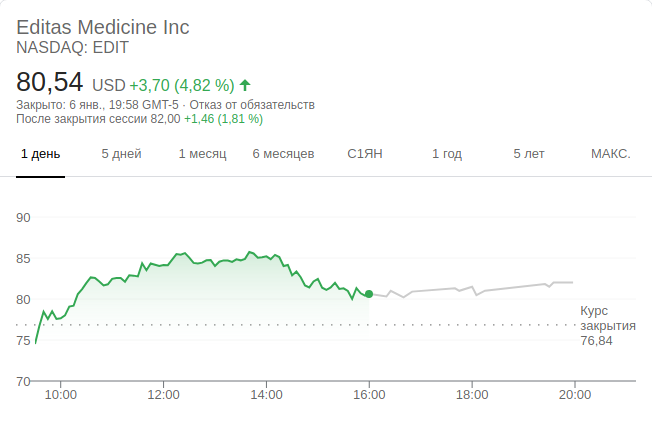 Editas Medicine Inc
NASDAQ: EDIT
80,54 USD +3,70 (4,82 %)
Закрыто: 6 янв., 19:58 GMT-5 · Отказ от обязательств
После закрытия сессии 82,00 +1,46 (1,81 %)
1 день 5 дней 1 месяц 6 месяцев С1ЯН 1 год 5 лет МАКС.
90
85
80
Курс
закрытия
75
76,84
70
10:00 12:00 14:00 16:00 18:00 20:00